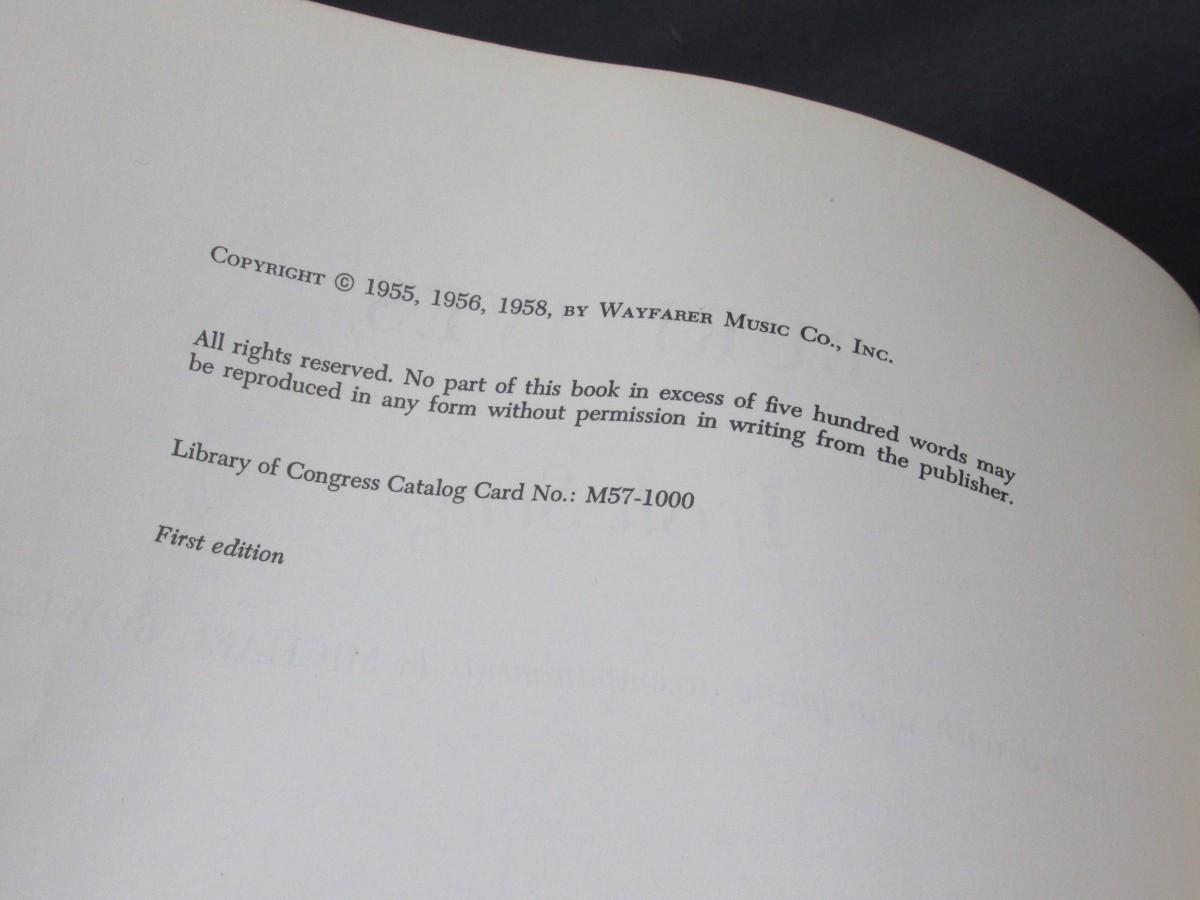 COPYRIGHT © 1955, 1956, 1958, BY WAYFARER MUSIC CO., INC.
All rights reserved. No part of this book in excess of five hundred words may
be reproduced in any form without permission in writing from the publisher.
Library of Congress Catalog Card No.: M57-1000
First edition